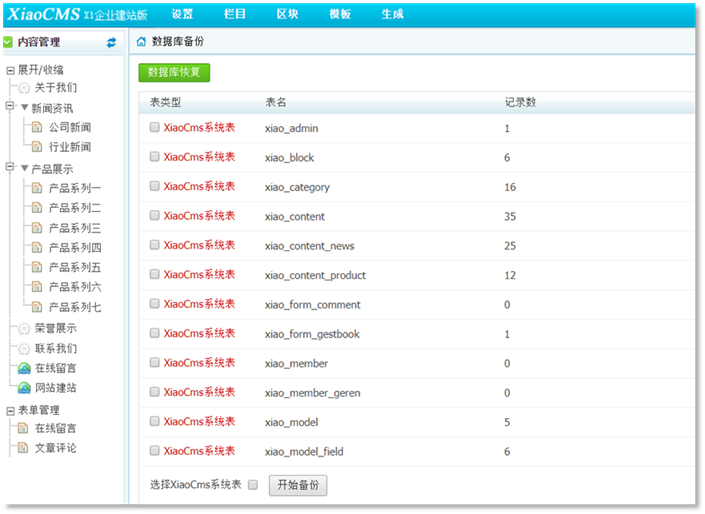 XiaoCMS X1企业建站版 设置 栏目 区块 模板 生成
内容管理
展开/收缩
关于我们
新闻资讯
公司新闻
行业新闻
产品展示
产品系列一
产品系列二
产品系列三
产品系列四
产品系列五
产品系列六
产品系列七
荣誉展示
联系我们
在线留言
网站建站
表单管理
在线留言
文章评论
数据库备份
数据库恢复
表类型 表名 记录数
XiaoCms系统表 xiao_admin 1
XiaoCms系统表 xiao_block 6
XiaoCms系统表 xiao_category 16
XiaoCms系统表 xiao_content 35
XiaoCms系统表 xiao_content_news 25
XiaoCms系统表 xiao_content_product 12
XiaoCms系统表 xiao_form_comment 0
XiaoCms系统表 xiao_form_gestbook 1
XiaoCms系统表 xiao_member 0
XiaoCms系统表 xiao_member_geren 0
XiaoCms系统表 xiao_model 5
XiaoCms系统表 xiao_model_field 6
选择XiaoCms系统表 开始备份